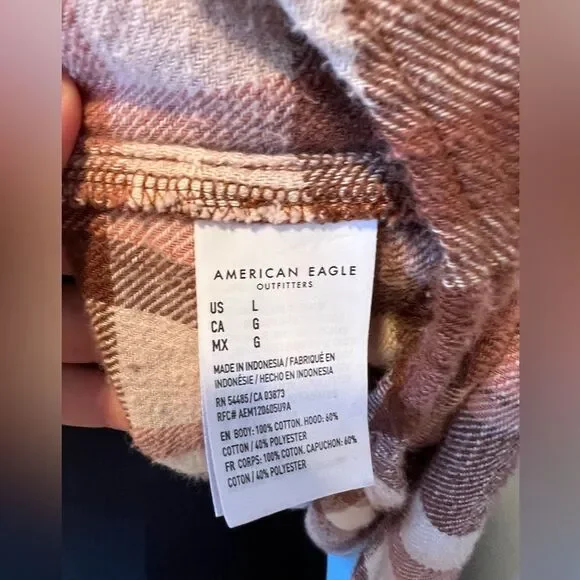 AMERICAN EAGLE
OUTFITTERS
US L
CA G
MX G
MADE IN INDONESIA / FABRIQUÉ EN
INDONÉSIE / HECHO EN INDONESIA
RN 54485 / CA 03873
RFC# AEM120605U9A
EN BODY: 100% COTTON. HOOD: 60%
COTTON / 40% POLYESTER
FR CORPS: 100% COTON. CAPUCHON: 60%
COTON / 40% POLYESTER